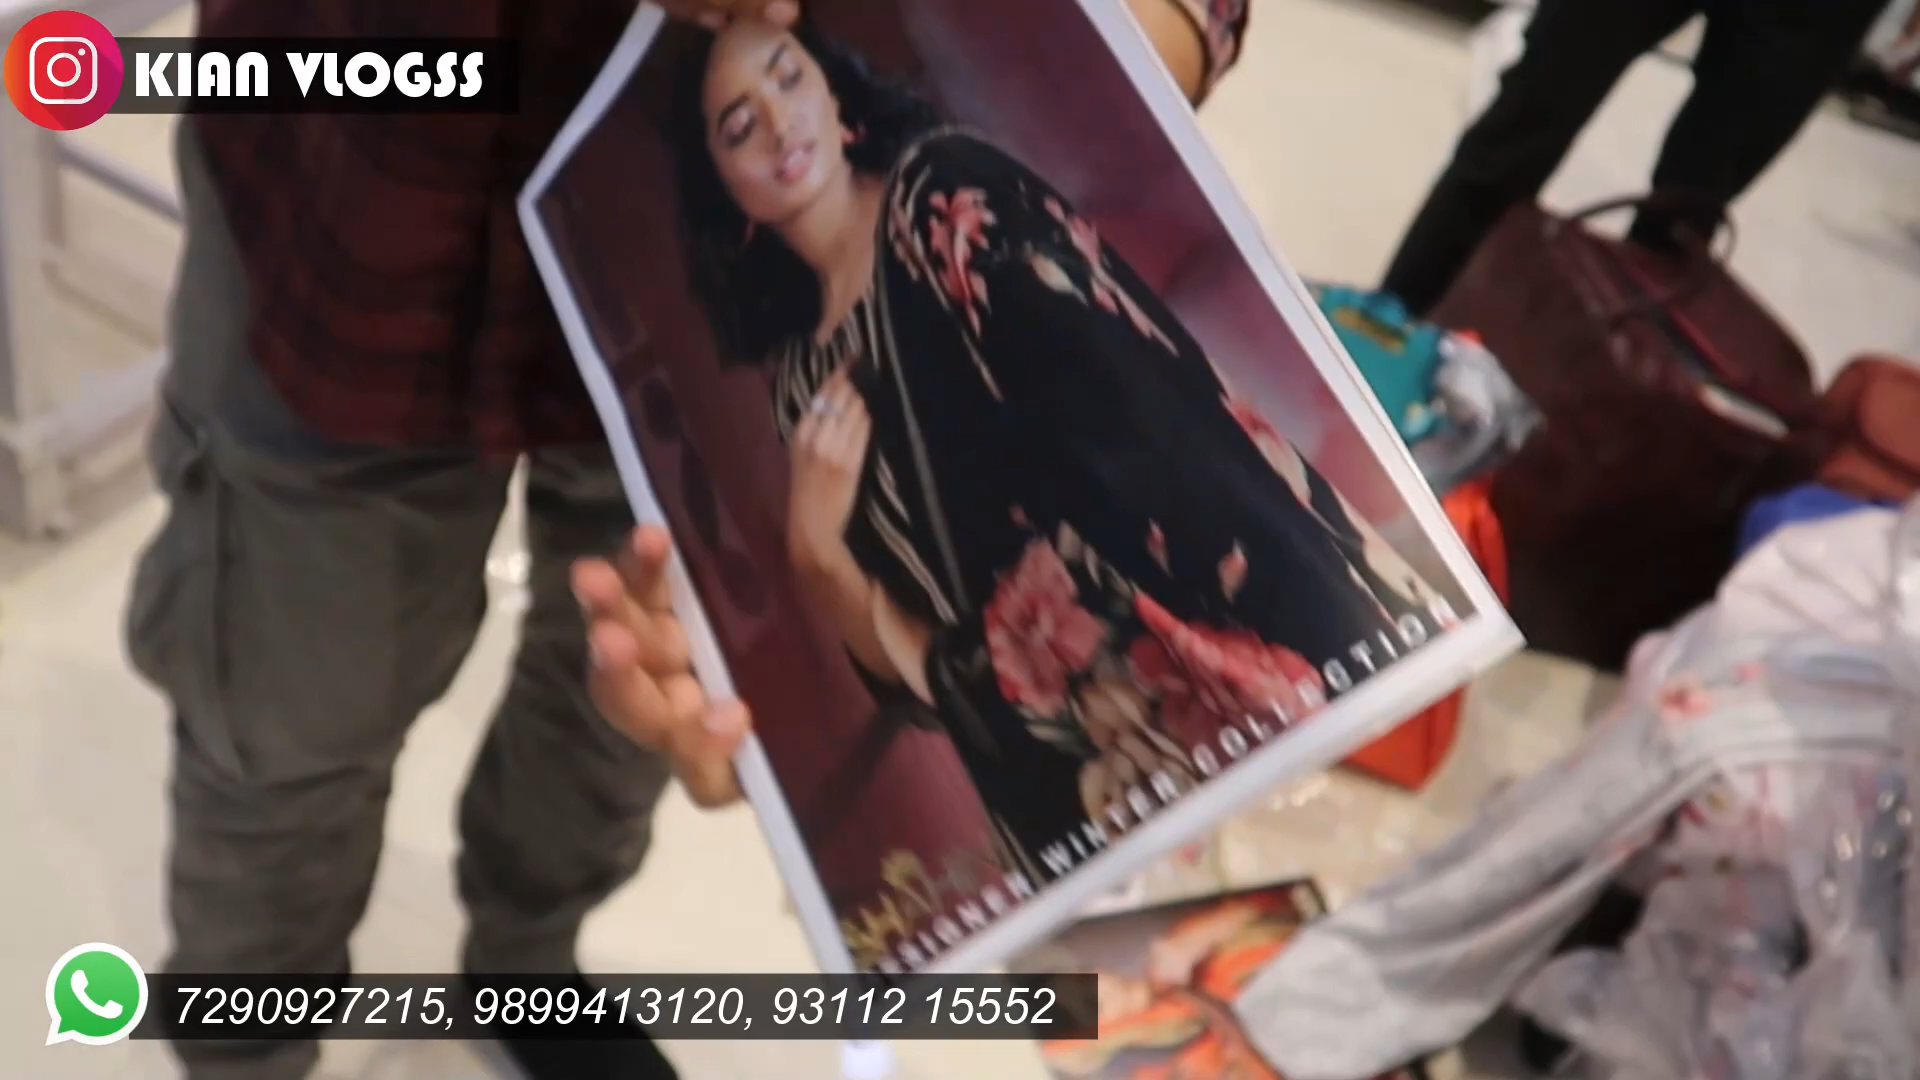 KIAN VLOGSS
DESIGNER WINTER COLLECTION
7290927215, 9899413120, 93112 15552